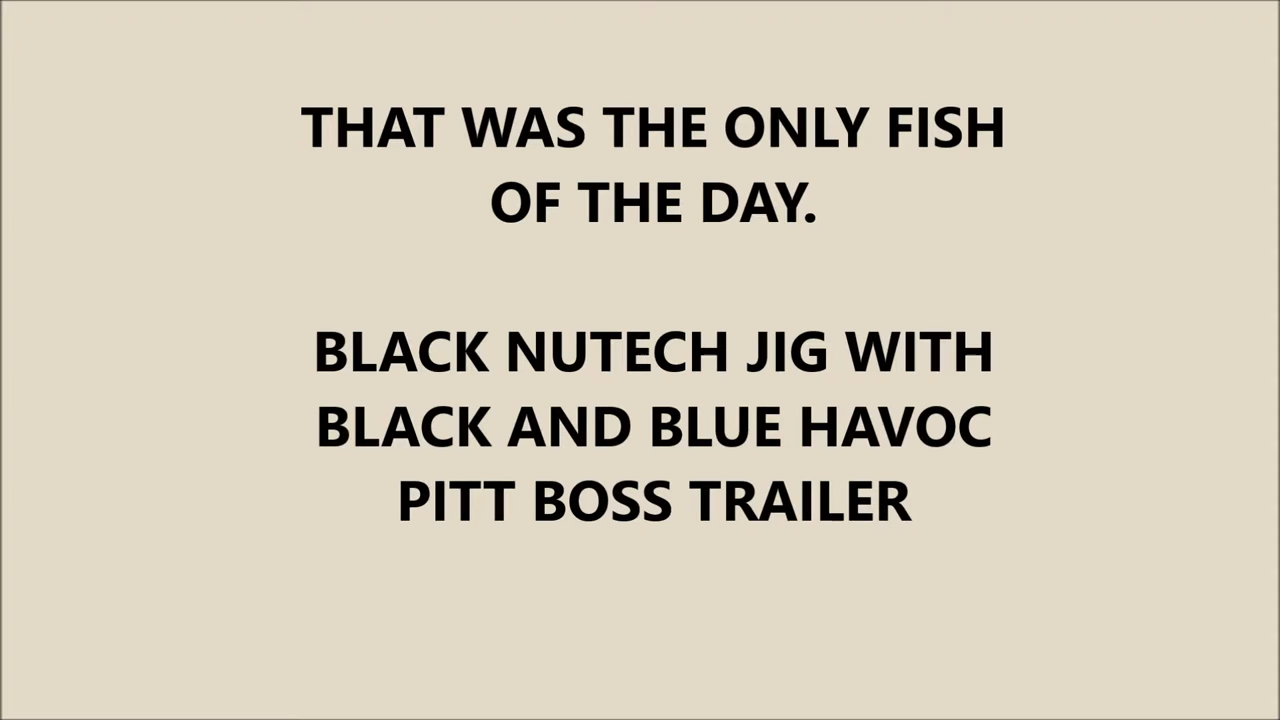 THAT WAS THE ONLY FISH
OF THE DAY.
BLACK NUTECH JIG WITH
BLACK AND BLUE HAVOC
PITT BOSS TRAILER